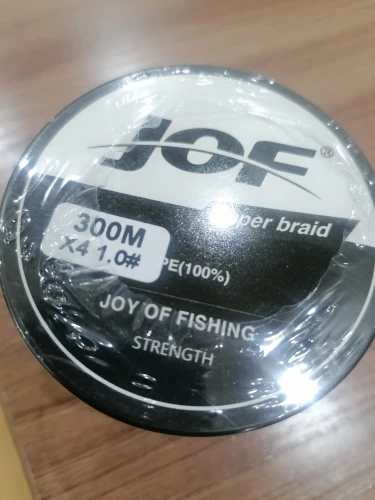 JOF®
per braid
300M
X4 1.0#
PE(100%)
JOY OF FISHING
STRENGTH